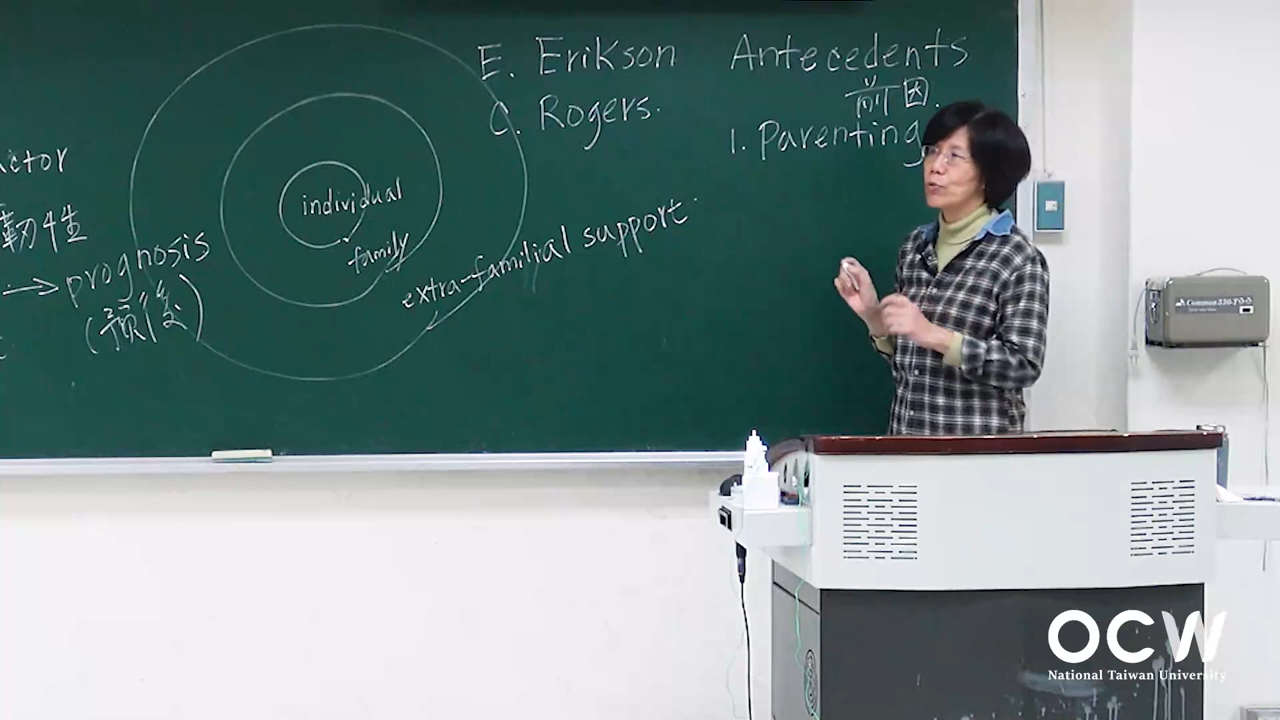 actor
韌性
prognosis
(預後)
individual
family
extra-familial support
E. Erikson
C. Rogers.
Antecedents
前因.
1. Parenting
OCW
National Taiwan University